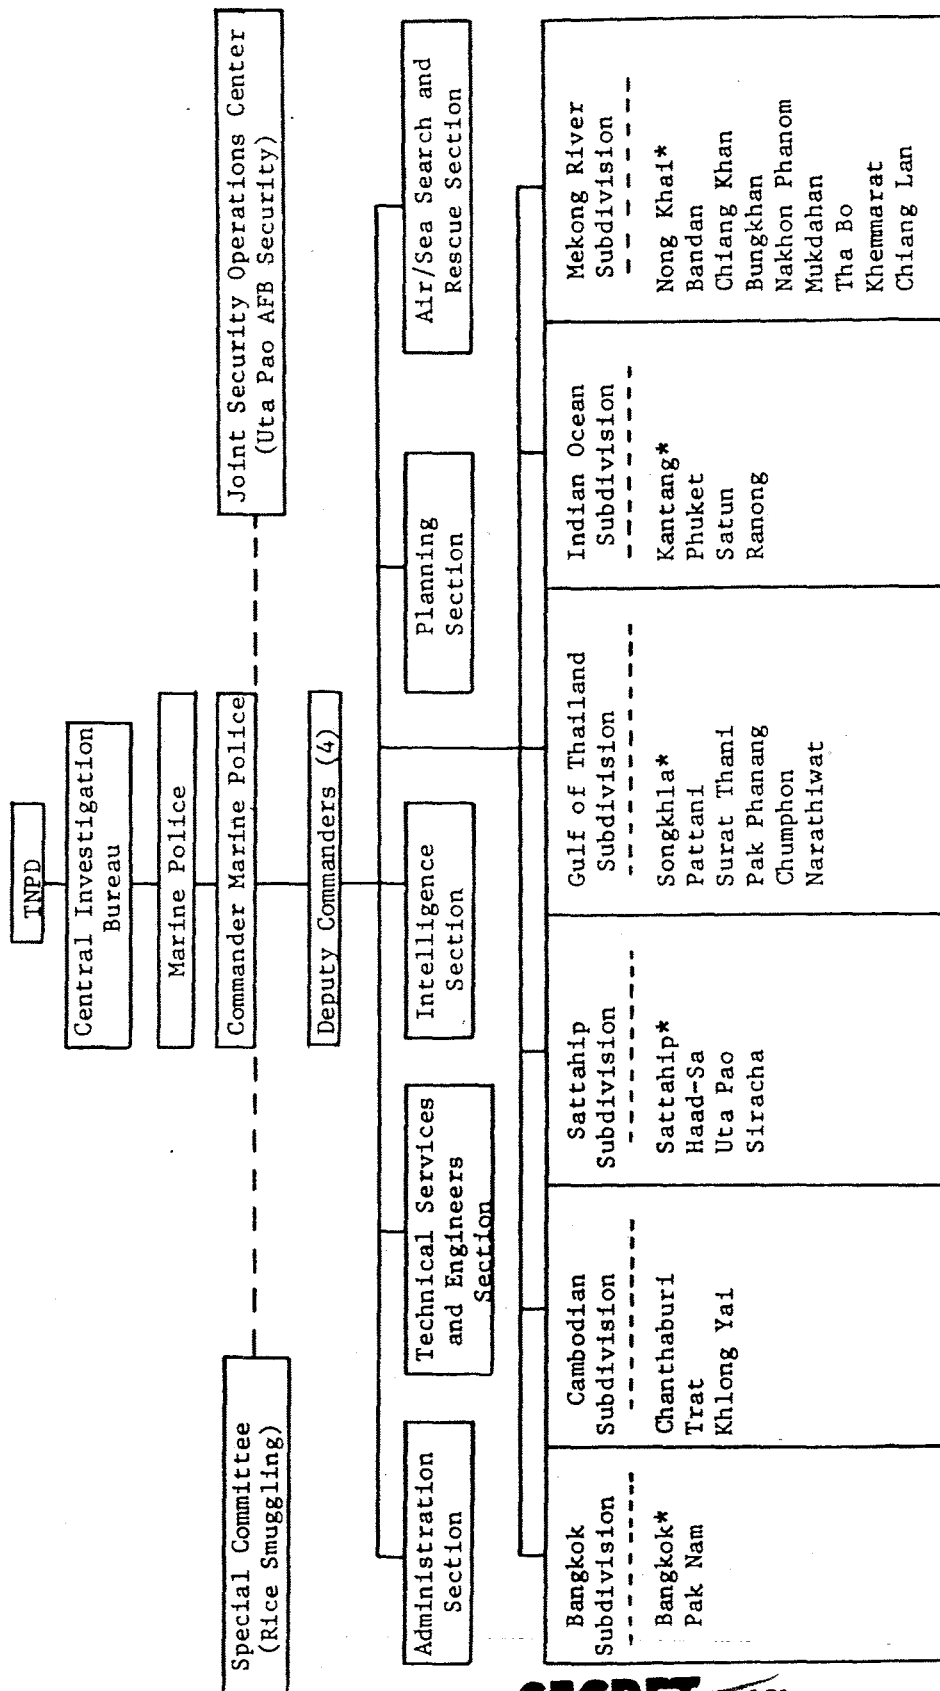 TNPD
Central Investigation
Bureau
Marine Police
Special Committee
(Rice Smuggling)
Commander Marine Police
Joint Security Operations Center
(Uta Pao AFB Security)
Deputy Commanders (4)
Administration
Section
Technical Services
and Engineers
Section
Intelligence
Section
Planning
Section
Air/Sea Search and
Rescue Section
Bangkok
Subdivision
Bangkok*
Pak Nam
Cambodian
Subdivision
Chanthaburi
Trat
Khlong Yai
Sattahip
Subdivision
Sattahip*
Haad-Sa
Uta Pao
Siracha
Gulf of Thailand
Subdivision
Songkhla*
Pattani
Surat Thani
Pak Phanang
Chumphon
Narathiwat
Indian Ocean
Subdivision
Kantang*
Phuket
Satun
Ranong
Mekong River
Subdivision
Nong Khai*
Bandan
Chiang Khan
Bungkhan
Nakhon Phanom
Mukdahan
Tha Bo
Khemmarat
Chiang Lan
SECRET